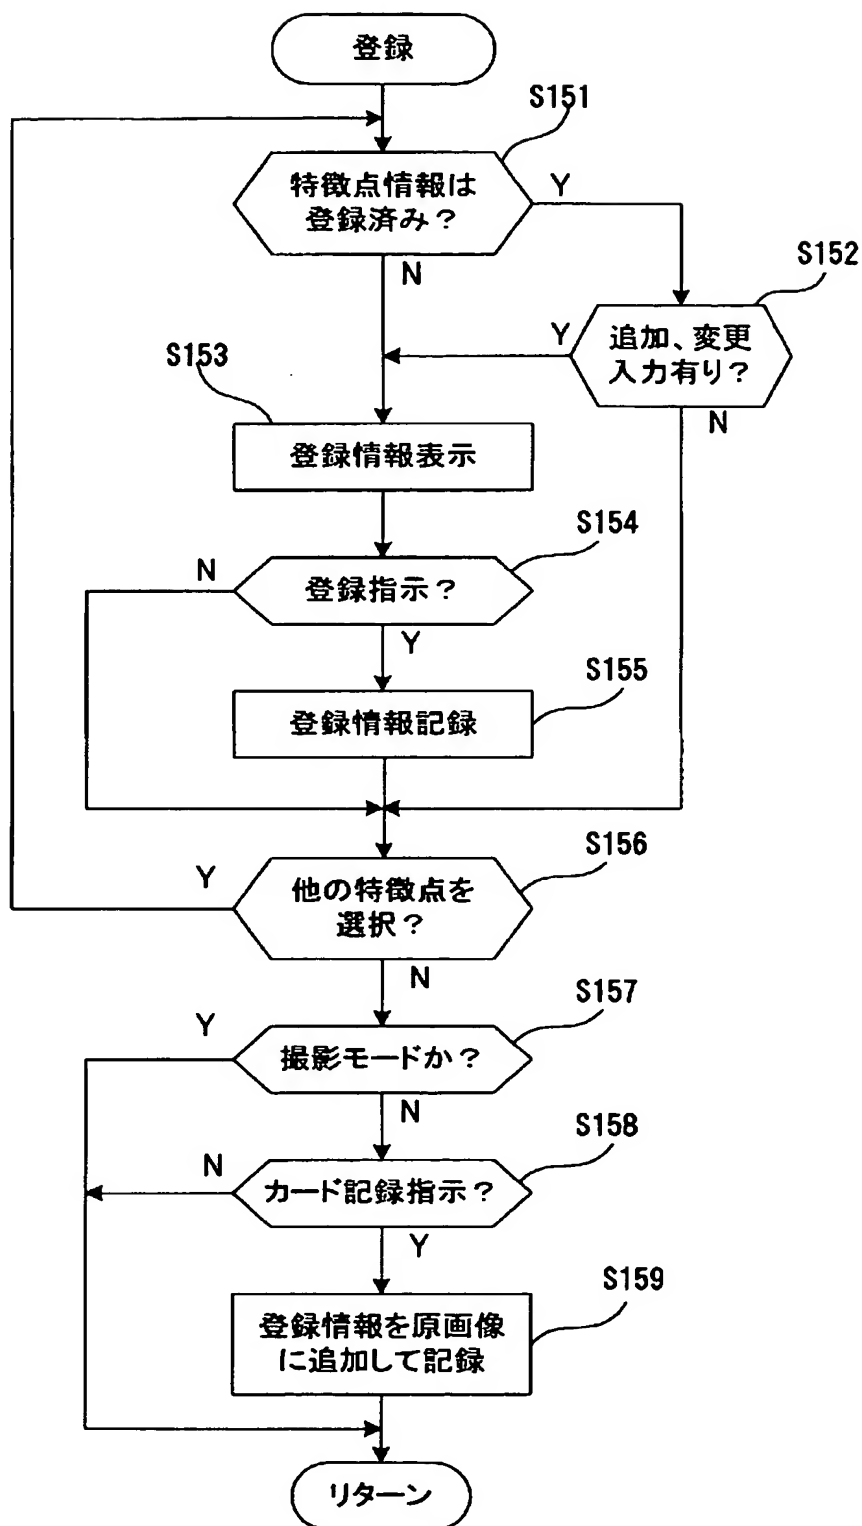 登録
S151
特徴点情報は
登録済み？
Y
N
S152
追加、変更
入力有り？
Y
N
S153
登録情報表示
S154
登録指示？
N
Y
S155
登録情報記録
S156
他の特徴点を
選択？
Y
N
S157
撮影モードか？
Y
N
S158
カード記録指示？
N
Y
S159
登録情報を原画像
に追加して記録
リターン